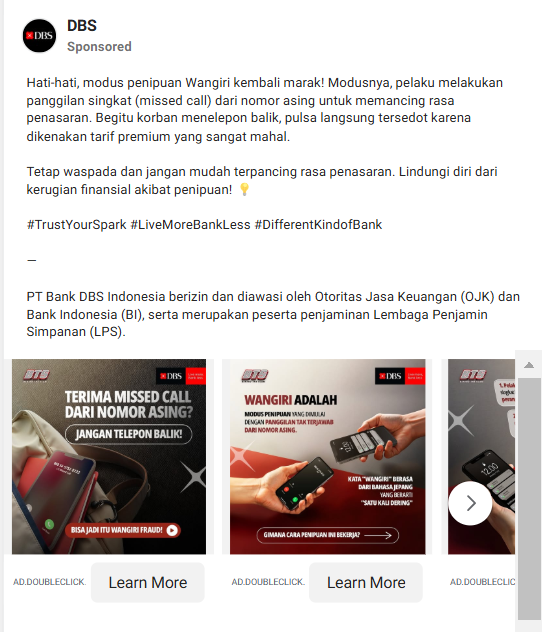 DBS
Sponsored
Hati-hati, modus penipuan Wangiri kembali marak! Modusnya, pelaku melakukan
panggilan singkat (missed call) dari nomor asing untuk memancing rasa
penasaran. Begitu korban menelepon balik, pulsa langsung tersedot karena
dikenakan tarif premium yang sangat mahal.
Tetap waspada dan jangan mudah terpancing rasa penasaran. Lindungi diri dari
kerugian finansial akibat penipuan! 💡
#TrustYourSpark #LiveMoreBankLess #DifferentKindofBank
—
PT Bank DBS Indonesia berizin dan diawasi oleh Otoritas Jasa Keuangan (OJK) dan
Bank Indonesia (BI), serta merupakan peserta penjaminan Lembaga Penjamin
Simpanan (LPS).
DBS
TERIMA MISSED CALL
DARI NOMOR ASING?
JANGAN TELEPON BALIK!
BISA JADI ITU WANGIRI FRAUD!
AD.DOUBLECLICK.
Learn More
DBS
WANGIRI ADALAH
MODUS PENIPUAN YANG DIMULAI
DENGAN PANGGILAN TAK TERJAWAB
DARI NOMOR ASING.
12.00
KATA "WANGIRI" BERASA
DARI BAHASA JEPANG
YANG BERARTI
"SATU KALI DERING"
GIMANA CARA PENIPUAN INI BEKERJA?
AD.DOUBLECLICK.
Learn More
12.00
AD.DOUBLECLIC